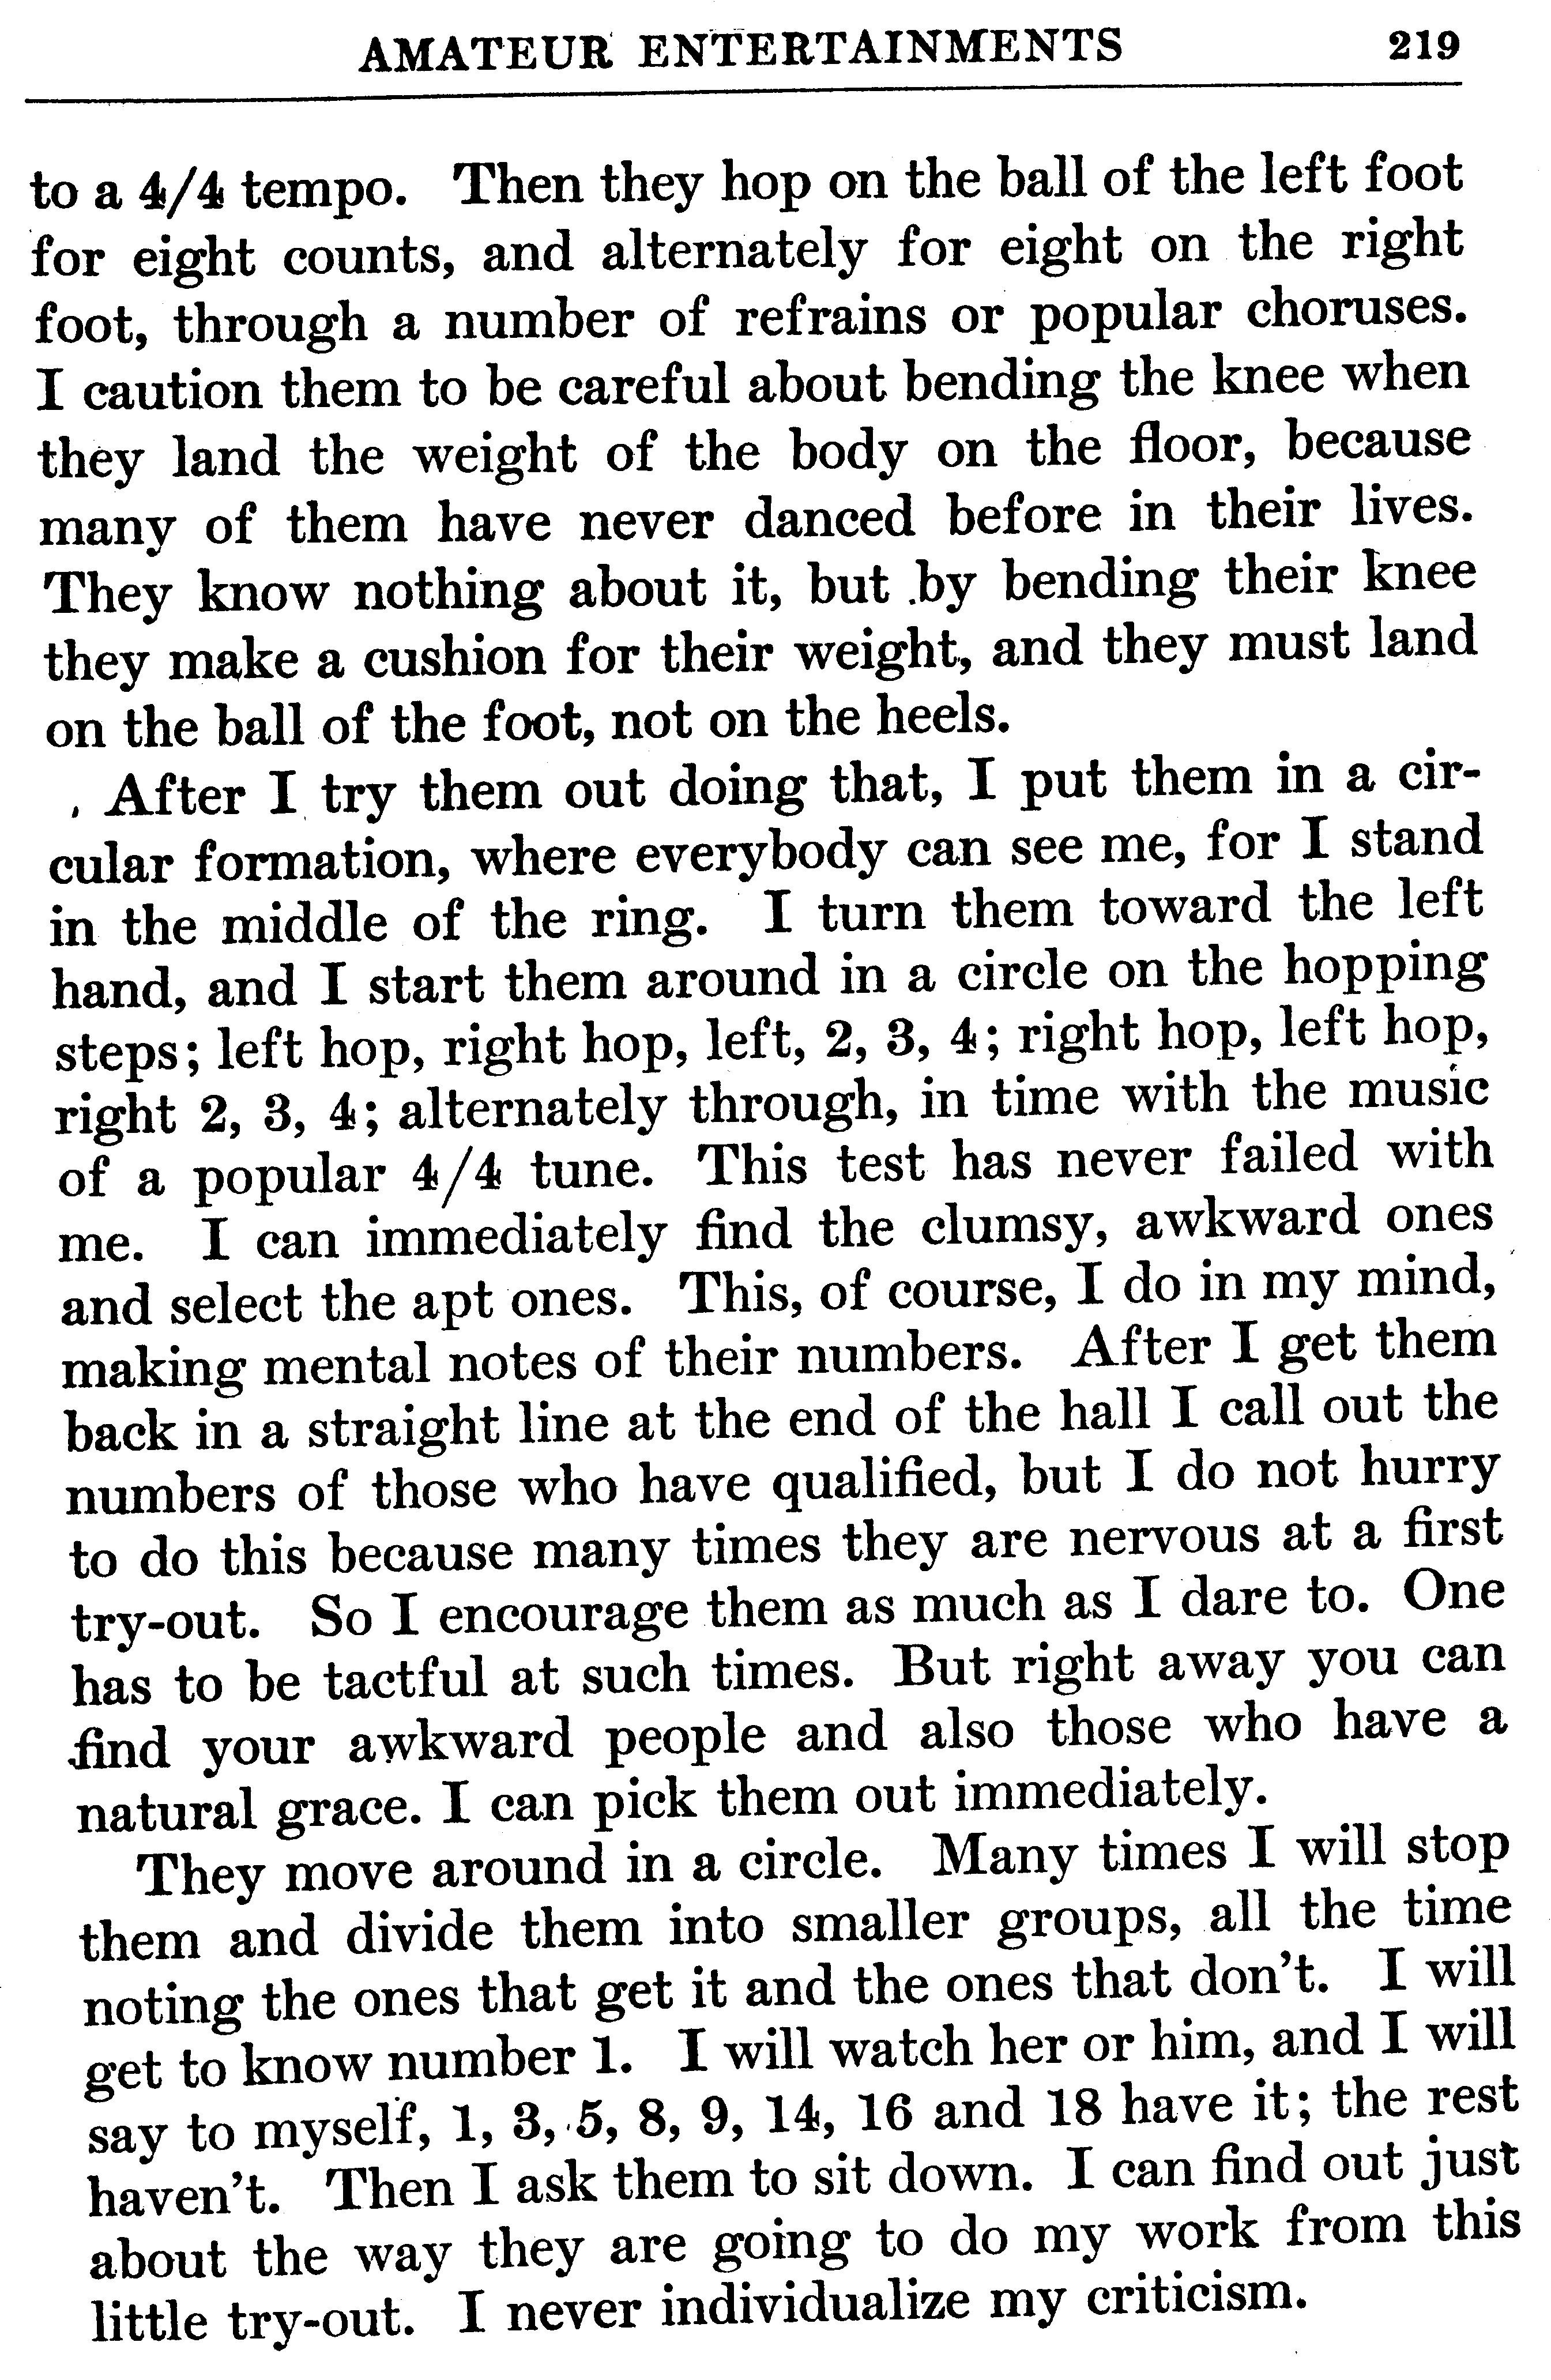 AMATEUR ENTERTAINMENTS 219
to a 4/4 tempo. Then they hop on the ball of the left foot
for eight counts, and alternately for eight on the right
foot, through a number of refrains or popular choruses.
I caution them to be careful about bending the knee when
they land the weight of the body on the floor, because
many of them have never danced before in their lives.
They know nothing about it, but by bending their knee
they make a cushion for their weight, and they must land
on the ball of the foot, not on the heels.
After I try them out doing that, I put them in a cir-
cular formation, where everybody can see me, for I stand
in the middle of the ring. I turn them toward the left
hand, and I start them around in a circle on the hopping
steps; left hop, right hop, left, 2, 3, 4; right hop, left hop,
right 2, 3, 4; alternately through, in time with the music
of a popular 4/4 tune. This test has never failed with
me. I can immediately find the clumsy, awkward ones
and select the apt ones. This, of course, I do in my mind,
making mental notes of their numbers. After I get them
back in a straight line at the end of the hall I call out the
numbers of those who have qualified, but I do not hurry
to do this because many times they are nervous at a first
try-out. So I encourage them as much as I dare to. One
has to be tactful at such times. But right away you can
find your awkward people and also those who have a
natural grace. I can pick them out immediately.
They move around in a circle. Many times I will stop
them and divide them into smaller groups, all the time
noting the ones that get it and the ones that don't. I will
get to know number 1. I will watch her or him, and I will
say to myself, 1, 3, 5, 8, 9, 14, 16 and 18 have it; the rest
haven't. Then I ask them to sit down. I can find out just
about the way they are going to do my work from this
little try-out. I never individualize my criticism.